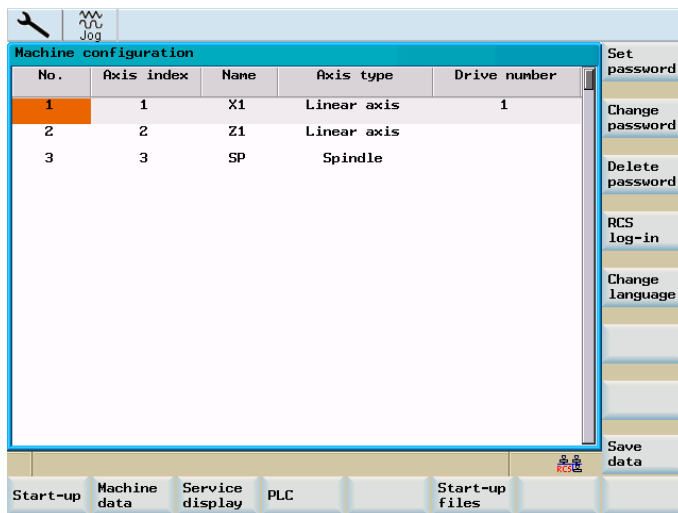 Jog
Machine configuration
No. Axis index Name Axis type Drive number
1 1 X1 Linear axis 1
2 2 Z1 Linear axis
3 3 SP Spindle
Set
password
Change
password
Delete
password
RCS
log-in
Change
language
Save
data
RCS
Start-up
Machine
data
Service
display
PLC
Start-up
files